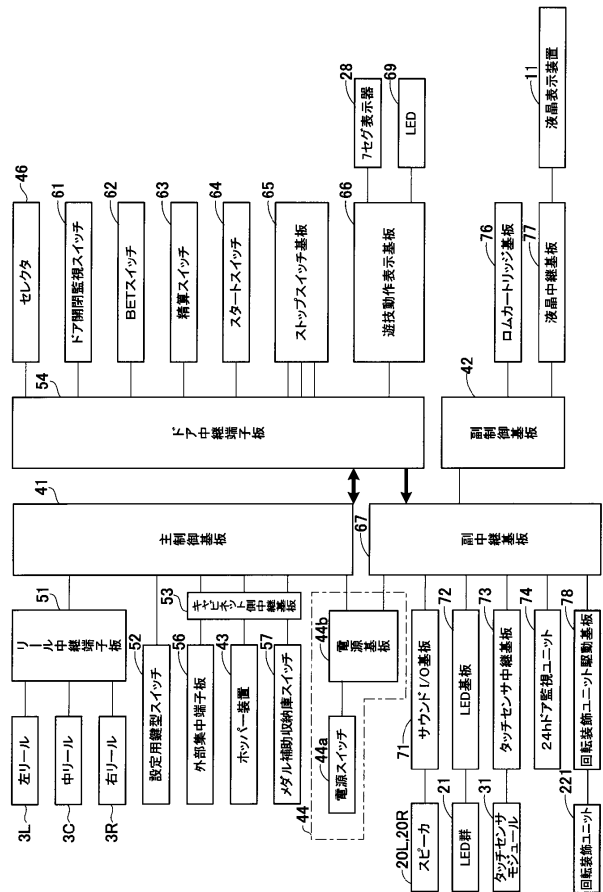 3L
左リール
3C
中リール
3R
右リール
51
リール中継端子板
52
設定用鍵型スイッチ
56
外部集中端子板
43
ホッパー装置
57
メダル補助収納庫スイッチ
53
キャビネット側中継基板
44
44a
電源スイッチ
44b
電源基板
41
主制御基板
54
ドア中継端子板
46
セレクタ
61
ドア開閉監視スイッチ
62
BETスイッチ
63
精算スイッチ
64
スタートスイッチ
65
ストップスイッチ基板
66
遊技動作表示基板
28
7セグ表示器
69
LED
67
副中継基板
42
副制御基板
76
ロムカートリッジ基板
77
液晶中継基板
11
液晶表示装置
71
サウンドI/O基板
72
LED基板
73
タッチセンサ中継基板
74
24hドア監視ユニット
78
回転装飾ユニット駆動基板
20L,20R
スピーカ
21
LED群
31
タッチセンサ
モジュール
221
回転装飾ユニット